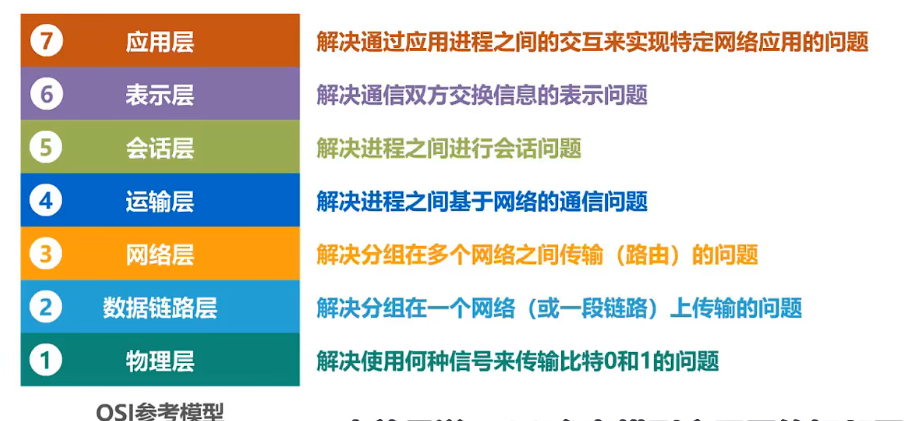 7 应用层 解决通过应用进程之间的交互来实现特定网络应用的问题
6 表示层 解决通信双方交换信息的表示问题
5 会话层 解决进程之间进行会话问题
4 运输层 解决进程之间基于网络的通信问题
3 网络层 解决分组在多个网络之间传输（路由）的问题
2 数据链路层 解决分组在一个网络（或一段链路）上传输的问题
1 物理层 解决使用何种信号来传输比特0和1的问题
OSI参考模型